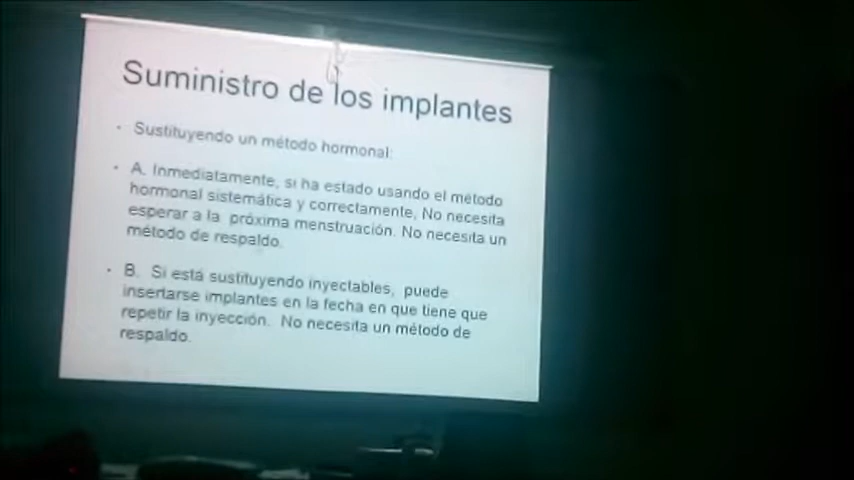 Suministro de los implantes
• Sustituyendo un método hormonal:
• A. Inmediatamente, si ha estado usando el método
hormonal sistemática y correctamente, No necesita
esperar a la próxima menstruación. No necesita un
método de respaldo.
• B. Si está sustituyendo inyectables, puede
insertarse implantes en la fecha en que tiene que
repetir la inyección. No necesita un método de
respaldo.